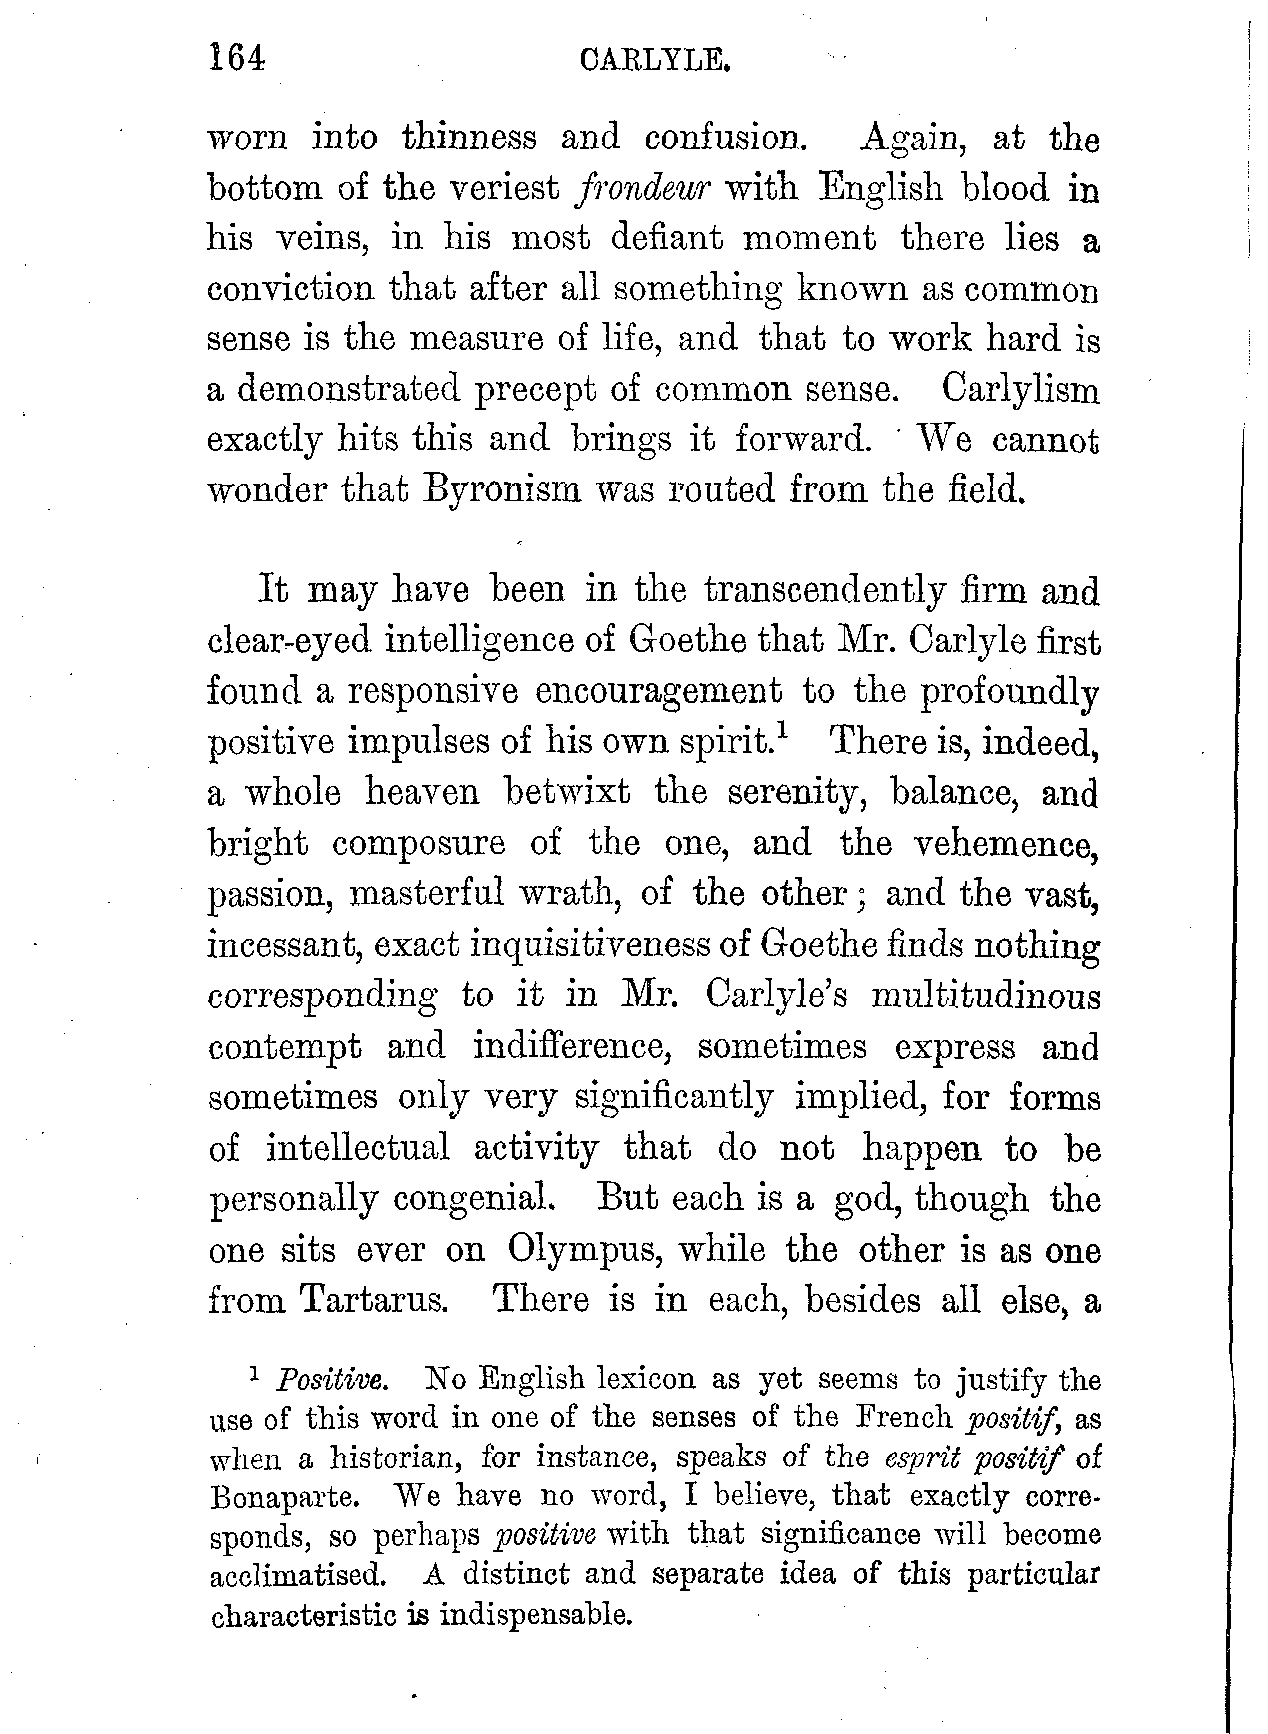 164 CARLYLE.
worn into thinness and confusion. Again, at the
bottom of the veriest frondeur with English blood in
his veins, in his most defiant moment there lies a
conviction that after all something known as common
sense is the measure of life, and that to work hard is
a demonstrated precept of common sense. Carlylism
exactly hits this and brings it forward. We cannot
wonder that Byronism was routed from the field.
It may have been in the transcendently firm and
clear-eyed intelligence of Goethe that Mr. Carlyle first
found a responsive encouragement to the profoundly
positive impulses of his own spirit.¹ There is, indeed,
a whole heaven betwixt the serenity, balance, and
bright composure of the one, and the vehemence,
passion, masterful wrath, of the other; and the vast,
incessant, exact inquisitiveness of Goethe finds nothing
corresponding to it in Mr. Carlyle's multitudinous
contempt and indifference, sometimes express and
sometimes only very significantly implied, for forms
of intellectual activity that do not happen to be
personally congenial. But each is a god, though the
one sits ever on Olympus, while the other is as one
from Tartarus. There is in each, besides all else, a
¹ Positive. No English lexicon as yet seems to justify the
use of this word in one of the senses of the French positif, as
when a historian, for instance, speaks of the esprit positif of
Bonaparte. We have no word, I believe, that exactly corre-
sponds, so perhaps positive with that significance will become
acclimatised. A distinct and separate idea of this particular
characteristic is indispensable.